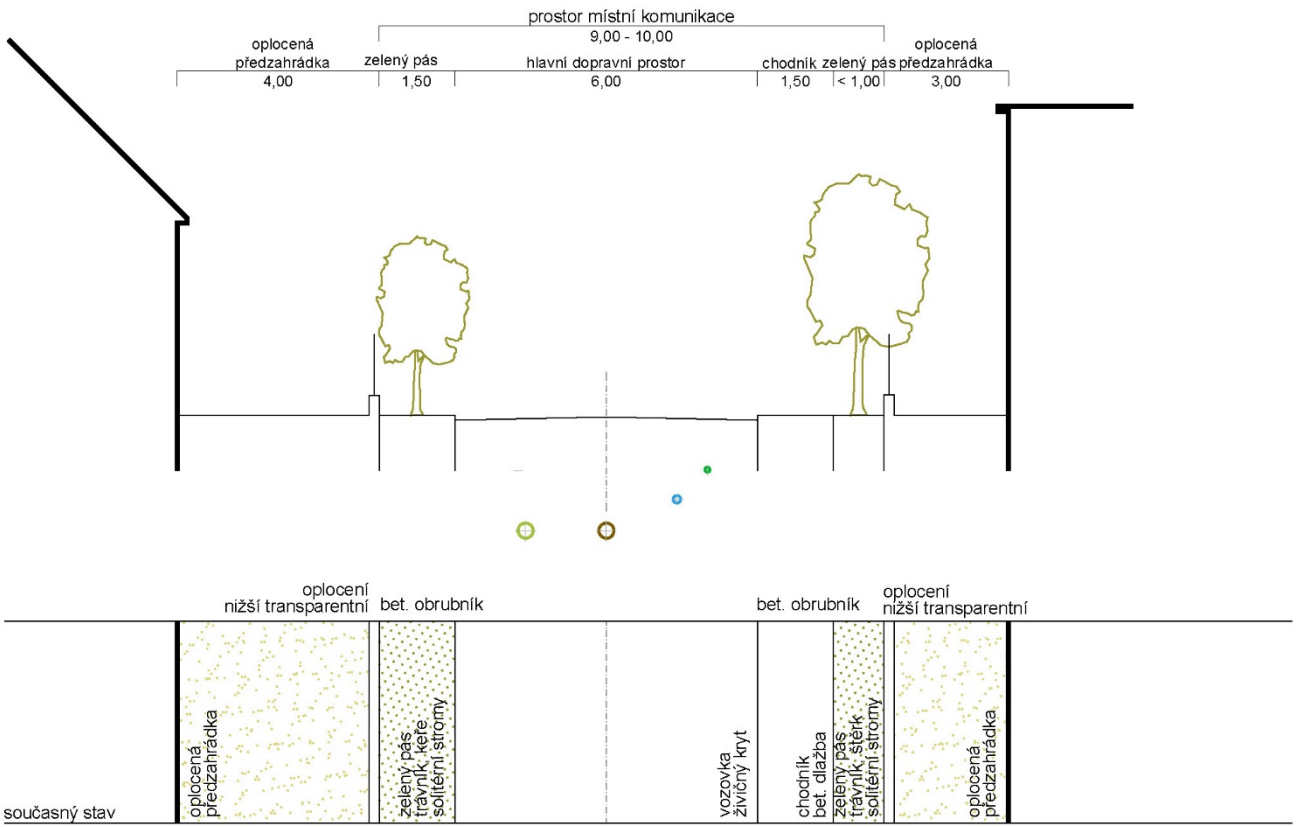 prostor místní komunikace
9,00 - 10,00
oplocená
předzahrádka
4,00
zelený pás
1,50
hlavní dopravní prostor
6,00
chodník
1,50
zelený pás
< 1,00
oplocená
předzahrádka
3,00
oplocení
nižší transparentní
bet. obrubník
bet. obrubník
oplocení
nižší transparentní
oplocená
předzahrádka
zelený pás
trávník, keře
solitérní stromy
vozovka
živičný kryt
chodník
bet. dlažba
zelený pás
trávník, štěrk
solitérní stromy
oplocená
předzahrádka
současný stav